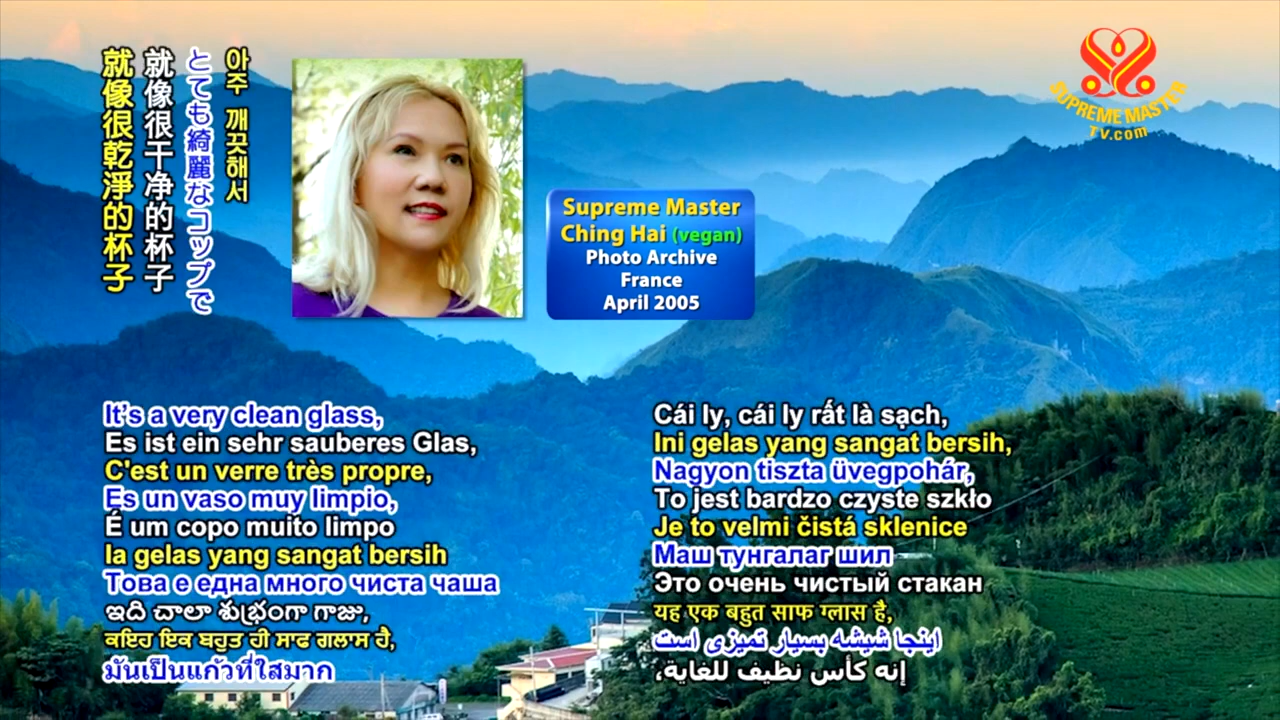 아주 깨끗해서
とても綺麗なコップで
就像很干净的杯子
就像很乾淨的杯子
SUPREME MASTER
TV.com
Supreme Master
Ching Hai (vegan)
Photo Archive
France
April 2005
It's a very clean glass,
Es ist ein sehr sauberes Glas,
C'est un verre très propre,
Es un vaso muy limpio,
É um copo muito limpo
Ia gelas yang sangat bersih
Това е една много чиста чаша
ఇది చాలా శుభ్రంగా గాజు,
ਕਇਹ ਇਕ ਬਹੁਤ ਹੀ ਸਾਫ ਗਲਾਸ ਹੈ,
มันเป็นแก้วที่ใสมาก
Cái ly, cái ly rất là sạch,
Ini gelas yang sangat bersih,
Nagyon tiszta üvegpohár,
To jest bardzo czyste szkło
Je to velmi čistá sklenice
Маш тунгалаг шил
Это очень чистый стакан
यह एक बहुत साफ ग्लास है,
اینجا شیشه بسیار تمیزی است
إنه كأس نظيف للغاية،